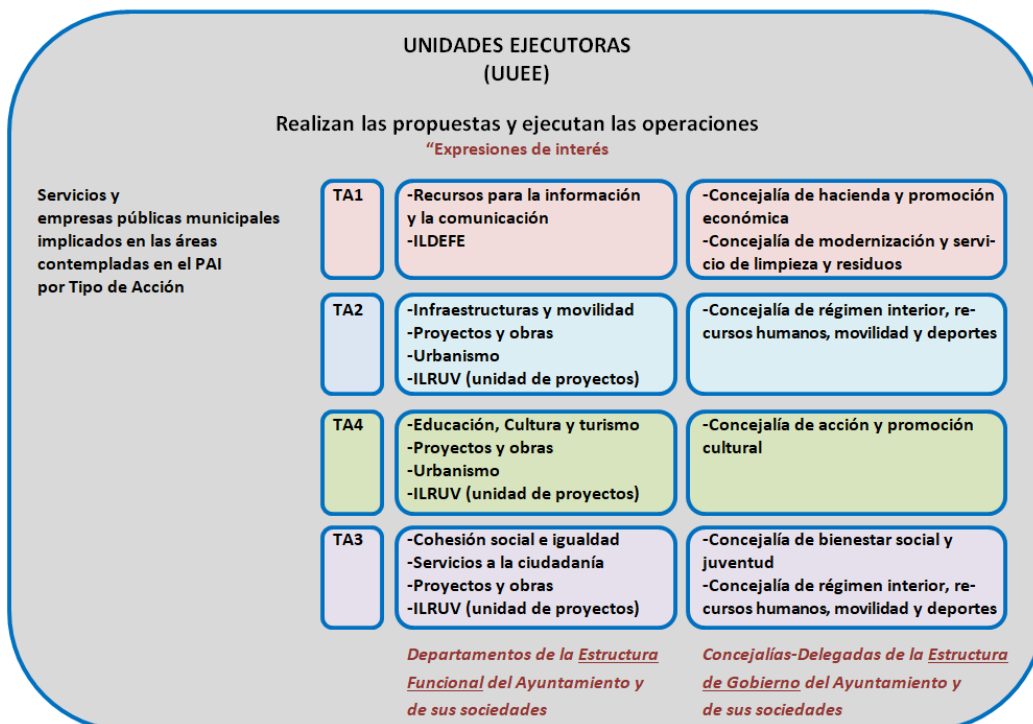 UNIDADES EJECUTORAS
(UUEE)
Realizan las propuestas y ejecutan las operaciones
“Expresiones de interés
Servicios y
empresas públicas municipales
implicados en las áreas
contempladas en el PAI
por Tipo de Acción
TA1
-Recursos para la información
y la comunicación
-ILDEFE
-Concejalía de hacienda y promoción
económica
-Concejalía de modernización y servi-
cio de limpieza y residuos
TA2
-Infraestructuras y movilidad
-Proyectos y obras
-Urbanismo
-ILRUV (unidad de proyectos)
-Concejalía de régimen interior, re-
cursos humanos, movilidad y deportes
TA4
-Educación, Cultura y turismo
-Proyectos y obras
-Urbanismo
-ILRUV (unidad de proyectos)
-Concejalía de acción y promoción
cultural
TA3
-Cohesión social e igualdad
-Servicios a la ciudadanía
-Proyectos y obras
-ILRUV (unidad de proyectos)
-Concejalía de bienestar social y
juventud
-Concejalía de régimen interior, re-
cursos humanos, movilidad y deportes
Departamentos de la Estructura
Funcional del Ayuntamiento y
de sus sociedades
Concejalías-Delegadas de la Estructura
de Gobierno del Ayuntamiento y
de sus sociedades